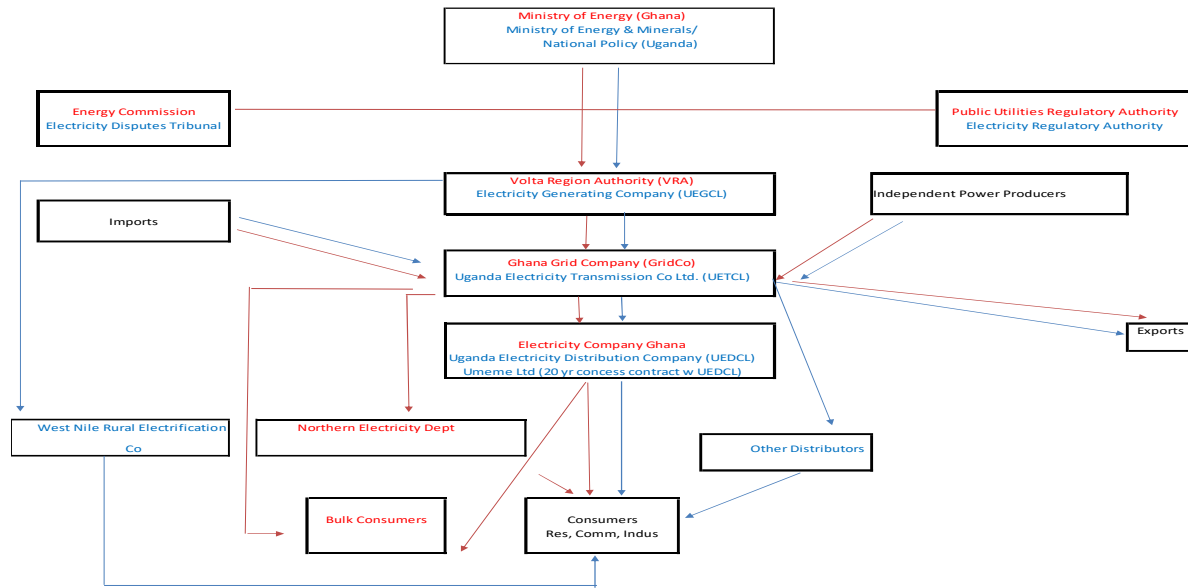 Ministry of Energy (Ghana)
Ministry of Energy & Minerals/
National Policy (Uganda)
Energy Commission
Electricity Disputes Tribunal
Public Utilities Regulatory Authority
Electricity Regulatory Authority
Volta Region Authority (VRA)
Electricity Generating Company (UEGCL)
Independent Power Producers
Imports
Ghana Grid Company (GridCo)
Uganda Electricity Transmission Co Ltd. (UETCL)
Exports
Electricity Company Ghana
Uganda Electricity Distribution Company (UEDCL)
Umeme Ltd (20 yr concess contract w UEDCL)
West Nile Rural Electrification
Co
Northern Electricity Dept
Other Distributors
Bulk Consumers
Consumers
Res, Comm, Indus